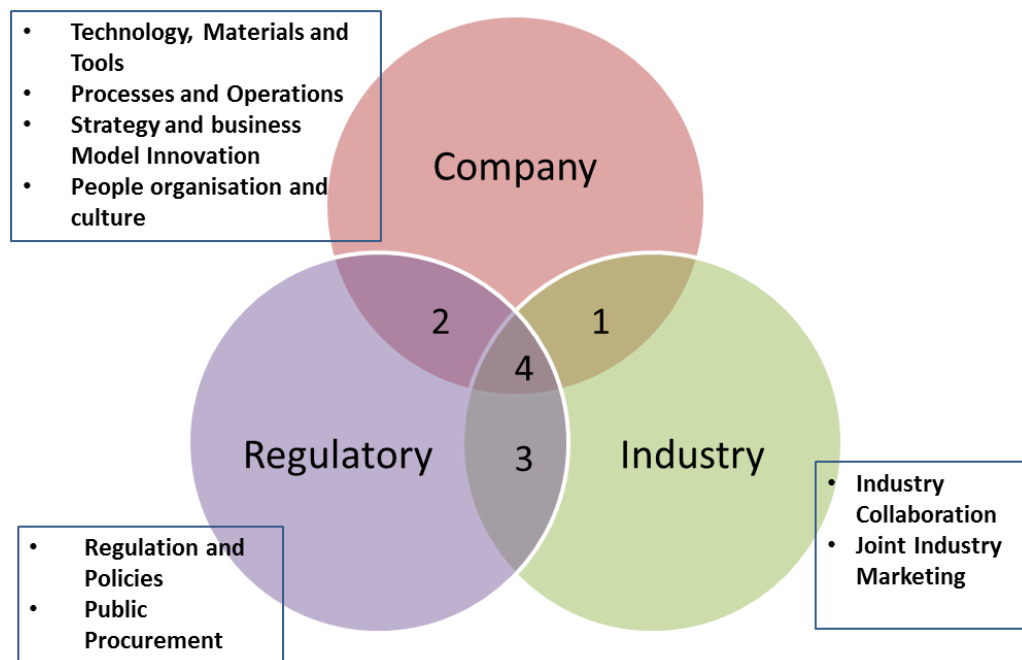 • Technology, Materials and
Tools
• Processes and Operations
• Strategy and business
Model Innovation
• People organisation and
culture
Company
2
1
4
3
Regulatory
Industry
• Regulation and
Policies
• Public
Procurement
• Industry
Collaboration
• Joint Industry
Marketing